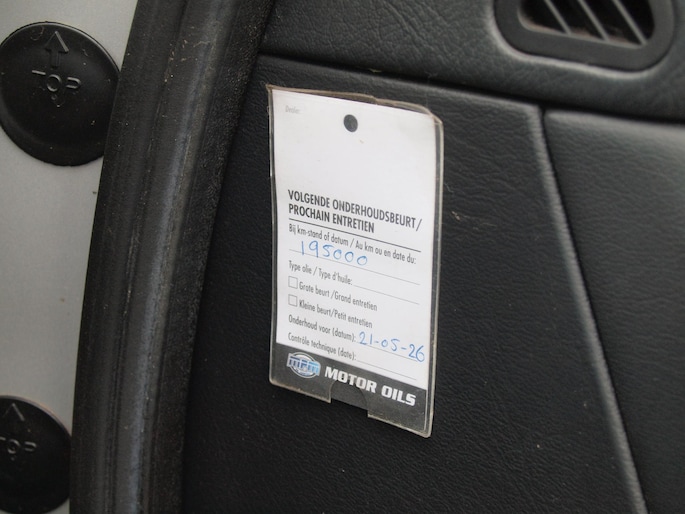 TOP
Dealer
VOLGENDE ONDERHOUDSBEURT/
PROCHAIN ENTRETIEN
Bij km-stand of datum / Au km ou en date du:
195000
Type olie / Type d'huile:
Grote beurt /Grand entretien
Kleine beurt/Petit entretien
Onderhoud voor (datum): 21-05-26
Contrôle technique (date):
MPM MOTOR OILS
TOP